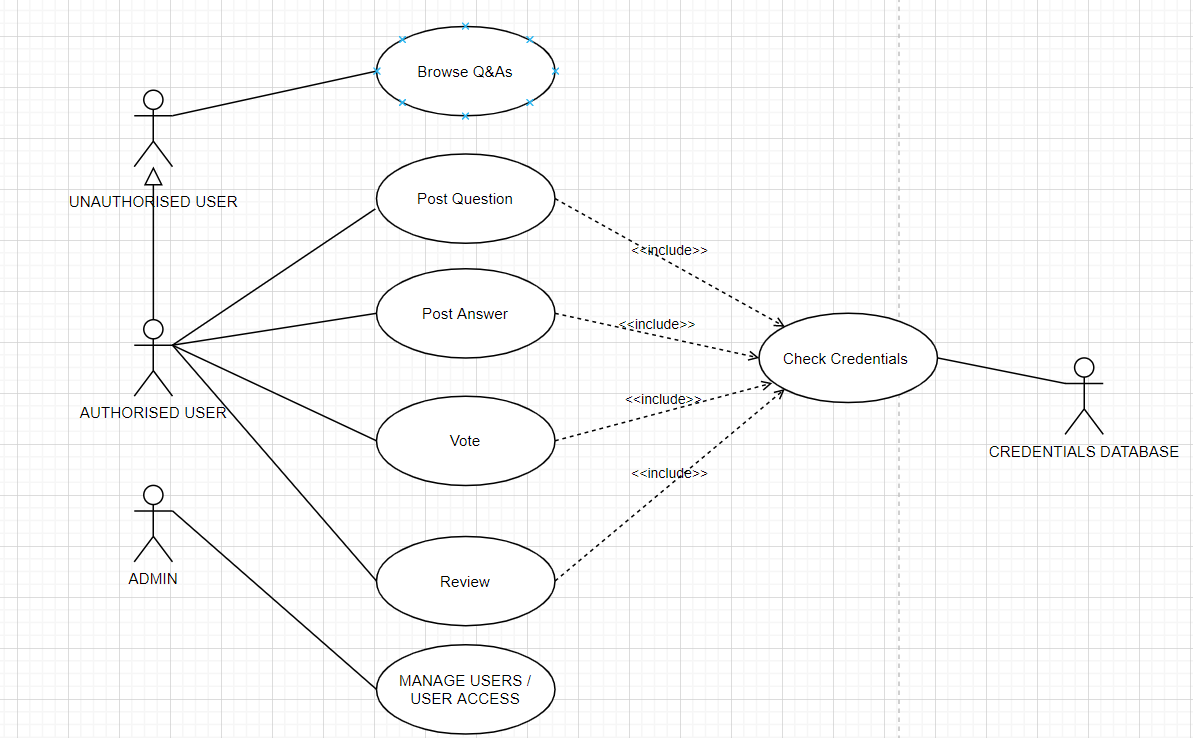 Browse Q&As
UNAUTHORISED USER
Post Question
<<include>>
Post Answer
<<include>>
Check Credentials
AUTHORISED USER
<<include>>
Vote
CREDENTIALS DATABASE
<<include>>
ADMIN
Review
MANAGE USERS /
USER ACCESS